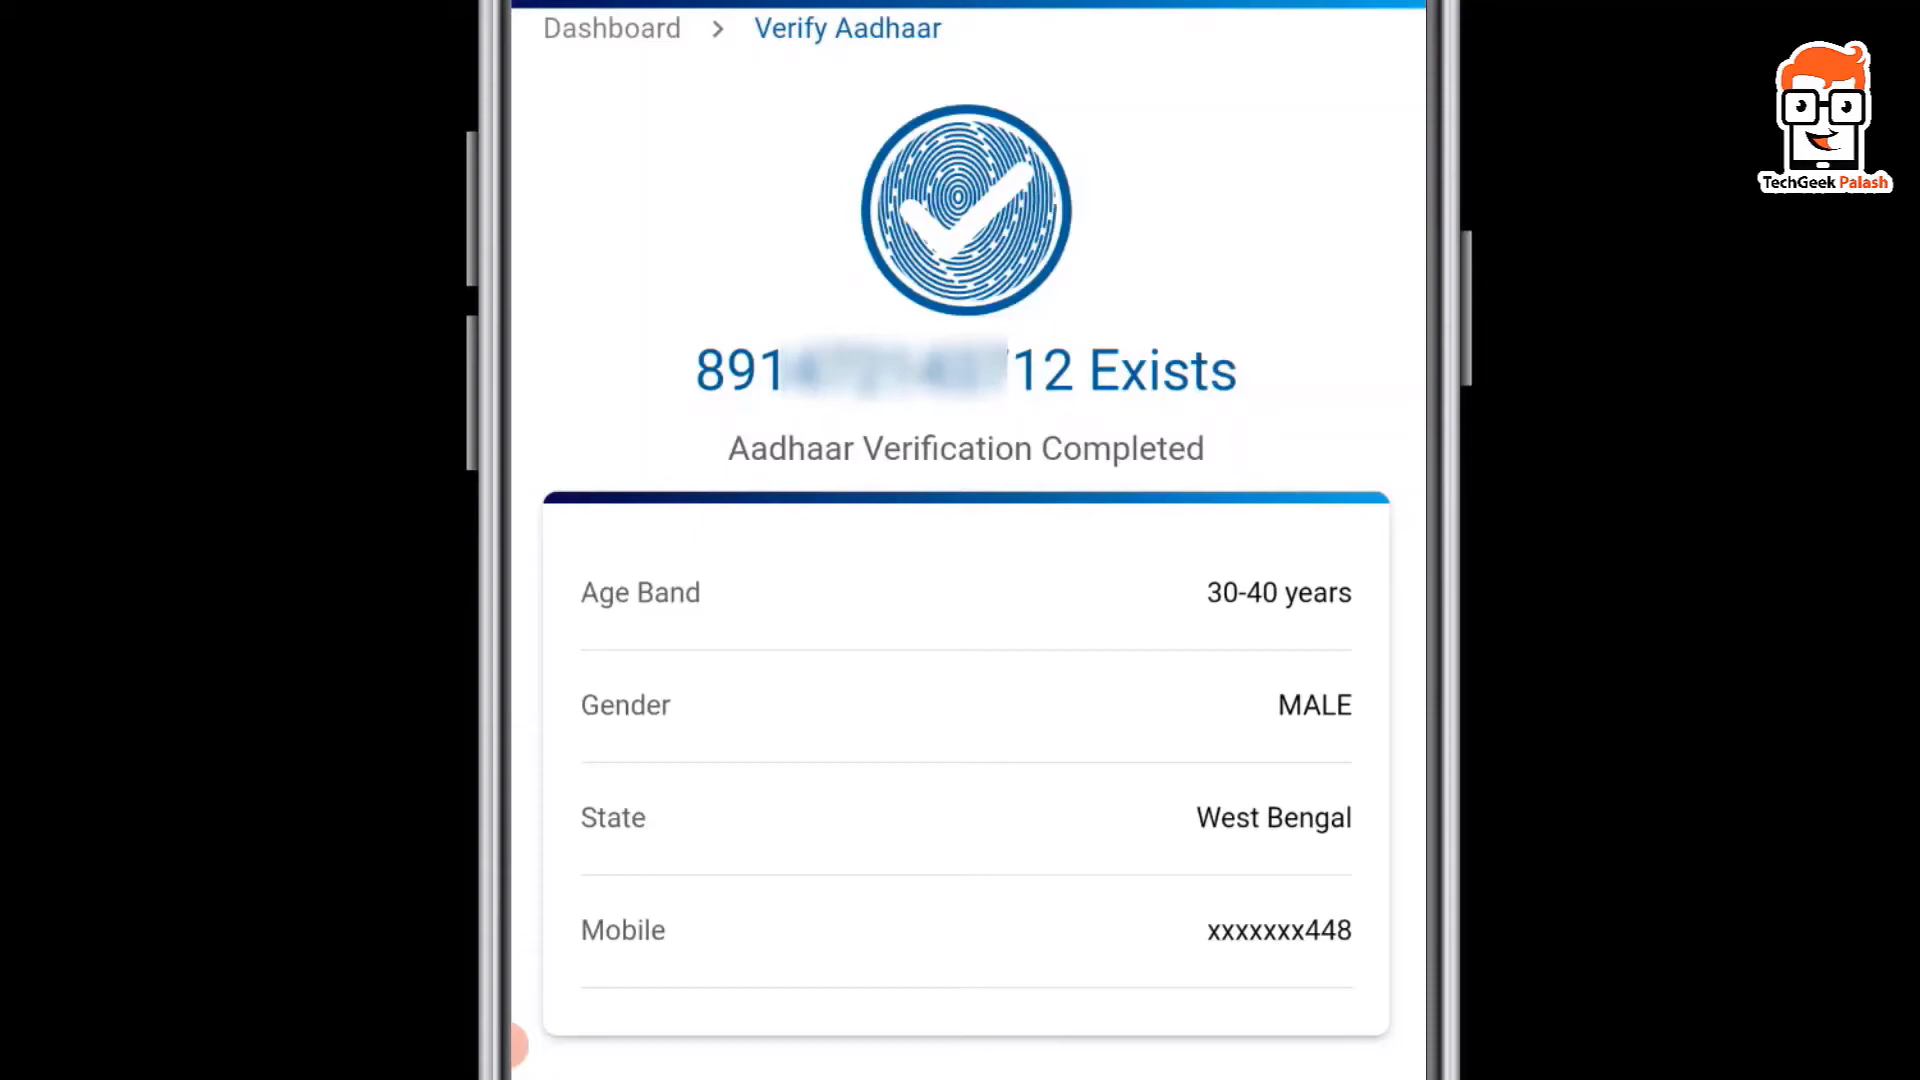 Dashboard > Verify Aadhaar
TechGeek Palash
891 12 Exists
Aadhaar Verification Completed
Age Band 30-40 years
Gender MALE
State West Bengal
Mobile xxxxxxx448